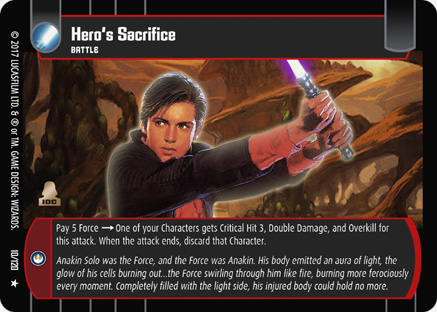 Hero's Sacrifice
BATTLE
© 2017 LUCASFILM LTD. & ® or TM. GAME DESIGN, WIZARDS.
IDC
Pay 5 Force → One of your Characters gets Critical Hit 3, Double Damage, and Overkill for
this attack. When the attack ends, discard that Character.
Anakin Solo was the Force, and the Force was Anakin. His body emitted an aura of light, the
glow of his cells burning out...the Force swirling through him like fire, burning more ferociously
every moment. Completely filled with the light side, his injured body could hold no more.